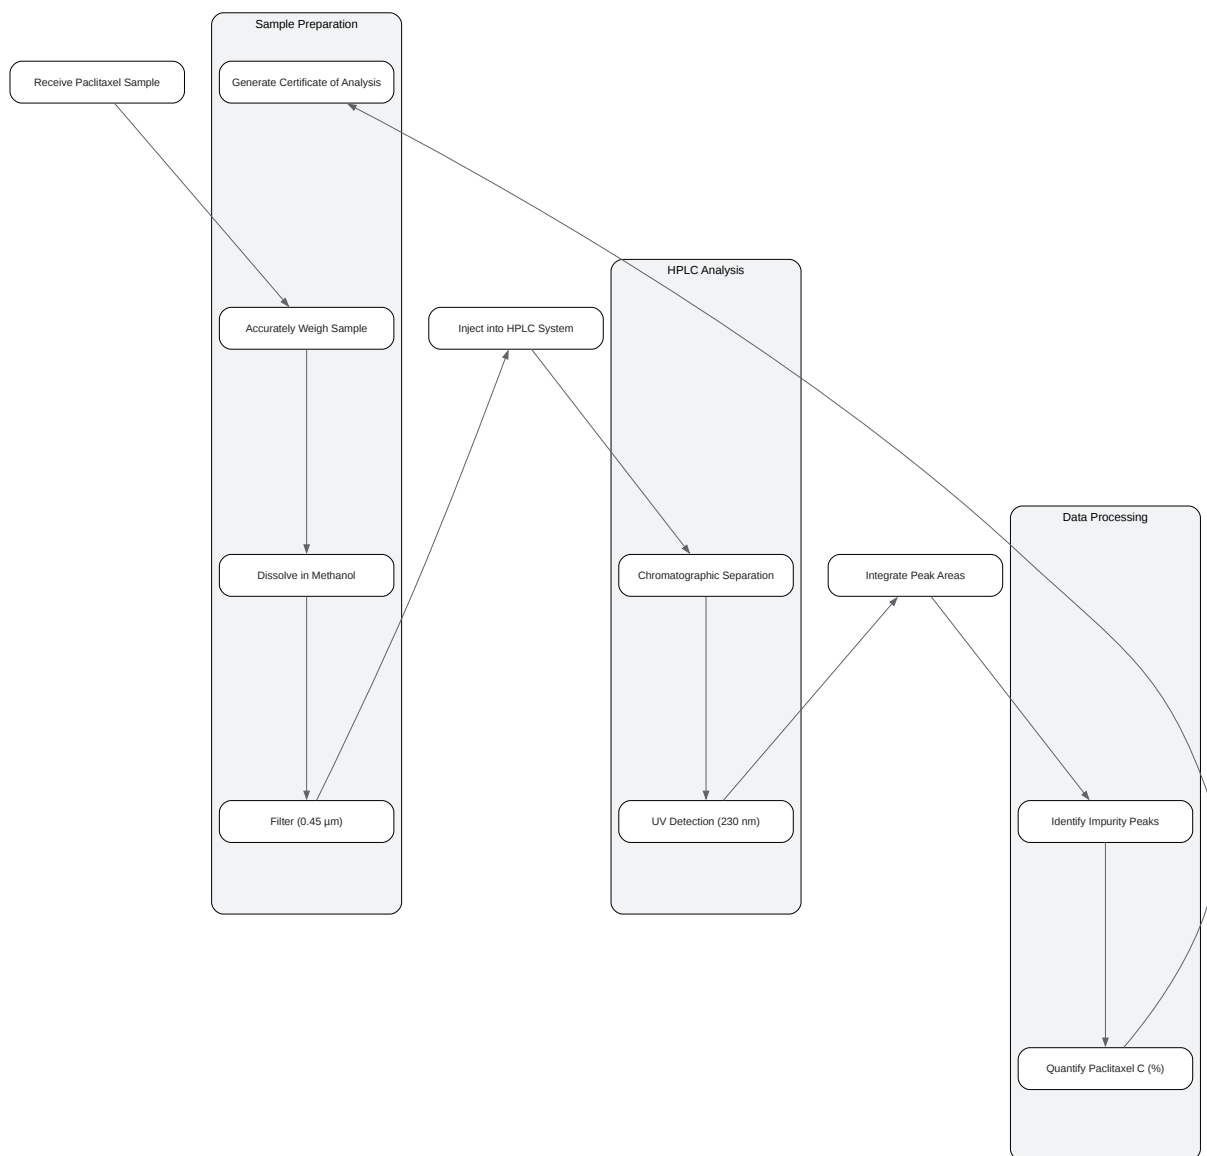 Sample Preparation
Receive Paclitaxel Sample
Generate Certificate of Analysis
HPLC Analysis
Accurately Weigh Sample
Inject into HPLC System
Data Processing
Dissolve in Methanol
Chromatographic Separation
Integrate Peak Areas
Filter (0.45 µm)
UV Detection (230 nm)
Identify Impurity Peaks
Quantify Paclitaxel C (%)